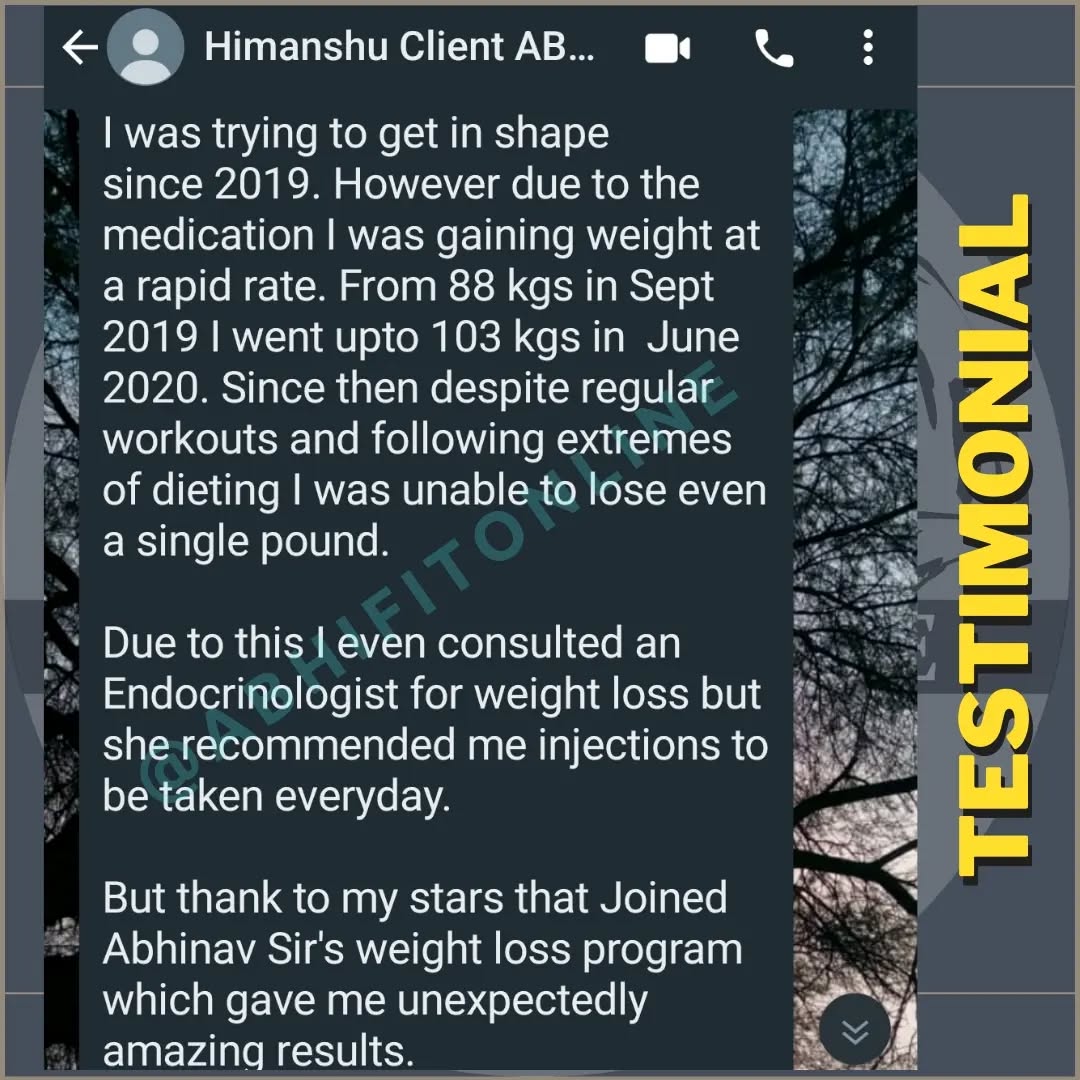 Himanshu Client AB...
I was trying to get in shape
since 2019. However due to the
medication I was gaining weight at
a rapid rate. From 88 kgs in Sept
2019 I went upto 103 kgs in  June
2020. Since then despite regular
workouts and following extremes
of dieting I was unable to lose even
a single pound.
Due to this I even consulted an
Endocrinologist for weight loss but
she recommended me injections to
be taken everyday.
But thank to my stars that Joined
Abhinav Sir's weight loss program
which gave me unexpectedly
amazing results.
@ABHIFITONLINE
TESTIMONIAL